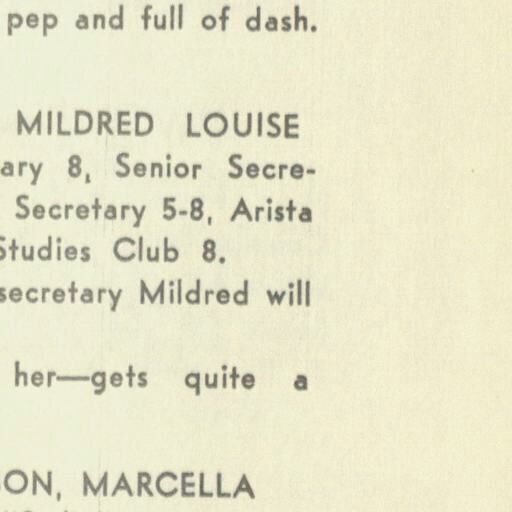 pep and full of dash.
MILDRED LOUISE
ary 8, Senior Secre-
Secretary 5-8, Arista
Studies Club 8.
secretary Mildred will
her—gets quite a
SON, MARCELLA